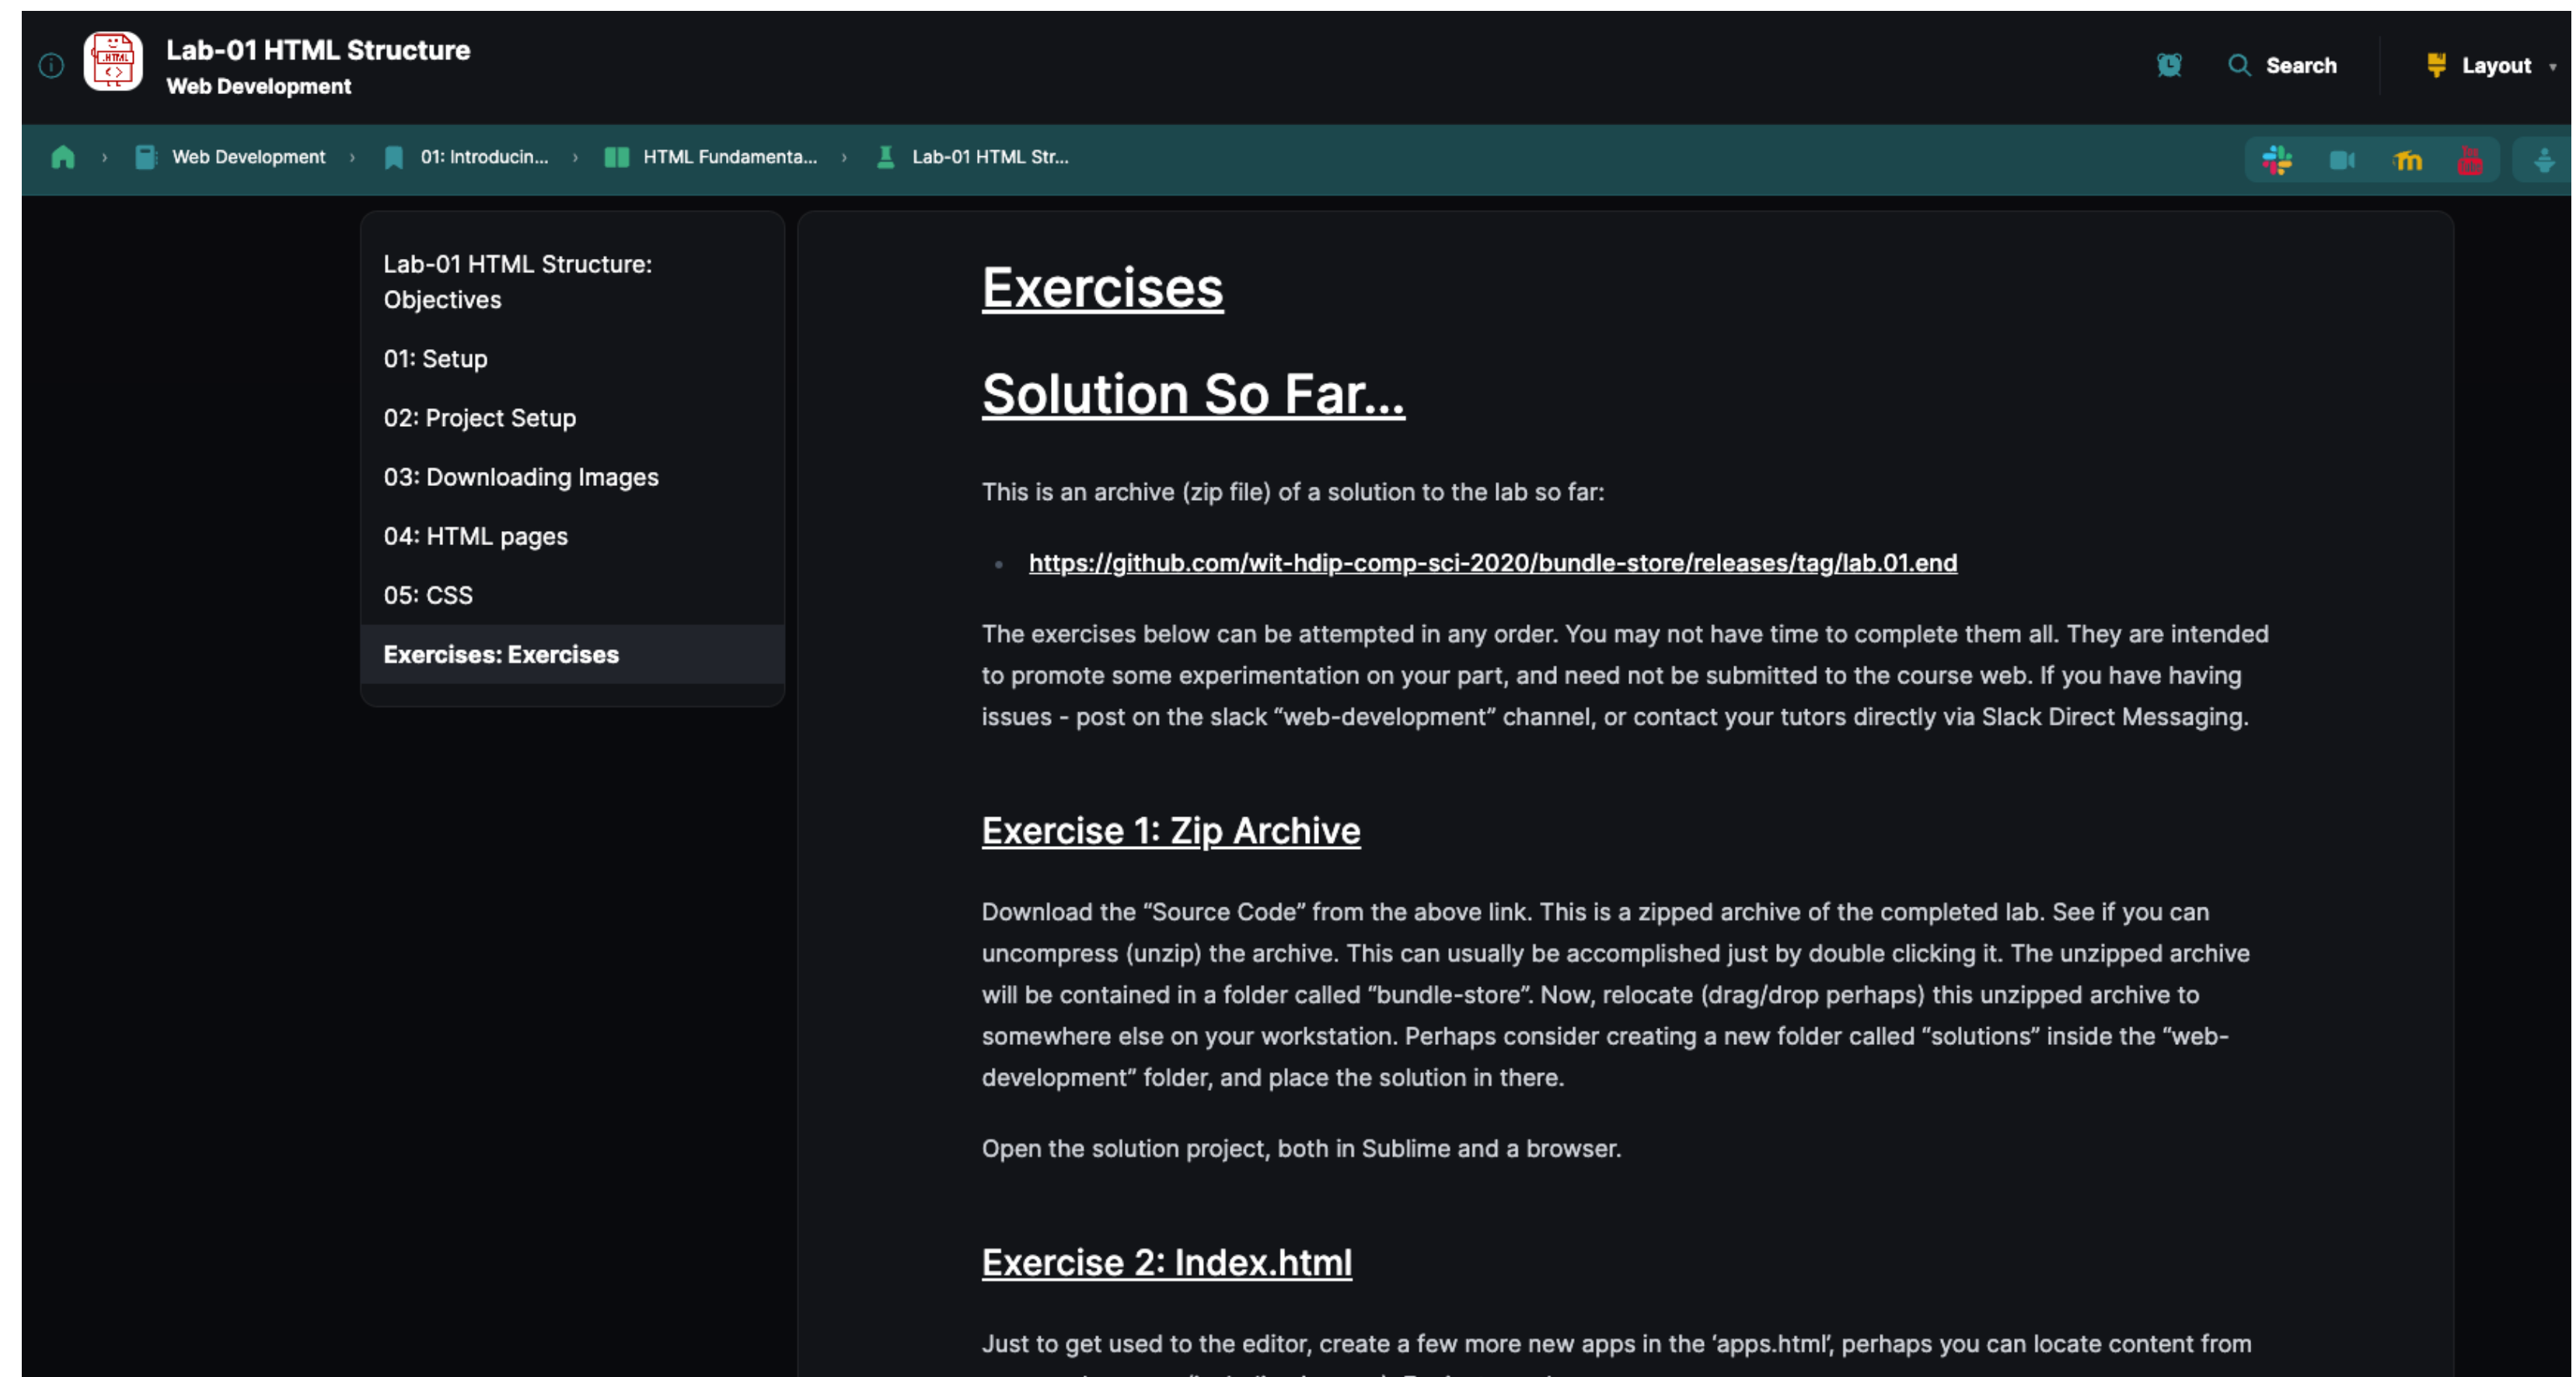 Lab-01 HTML Structure
Web Development
Search
Layout
Web Development
01: Introducin...
HTML Fundamenta...
Lab-01 HTML Str...
Lab-01 HTML Structure:
Objectives
01: Setup
02: Project Setup
03: Downloading Images
04: HTML pages
05: CSS
Exercises: Exercises
Exercises
Solution So Far...
This is an archive (zip file) of a solution to the lab so far:
https://github.com/wit-hdip-comp-sci-2020/bundle-store/releases/tag/lab.01.end
The exercises below can be attempted in any order. You may not have time to complete them all. They are intended
to promote some experimentation on your part, and need not be submitted to the course web. If you have having
issues - post on the slack “web-development” channel, or contact your tutors directly via Slack Direct Messaging.
Exercise 1: Zip Archive
Download the “Source Code” from the above link. This is a zipped archive of the completed lab. See if you can
uncompress (unzip) the archive. This can usually be accomplished just by double clicking it. The unzipped archive
will be contained in a folder called “bundle-store”. Now, relocate (drag/drop perhaps) this unzipped archive to
somewhere else on your workstation. Perhaps consider creating a new folder called “solutions” inside the “web-
development” folder, and place the solution in there.
Open the solution project, both in Sublime and a browser.
Exercise 2: Index.html
Just to get used to the editor, create a few more new apps in the ‘apps.html’, perhaps you can locate content from